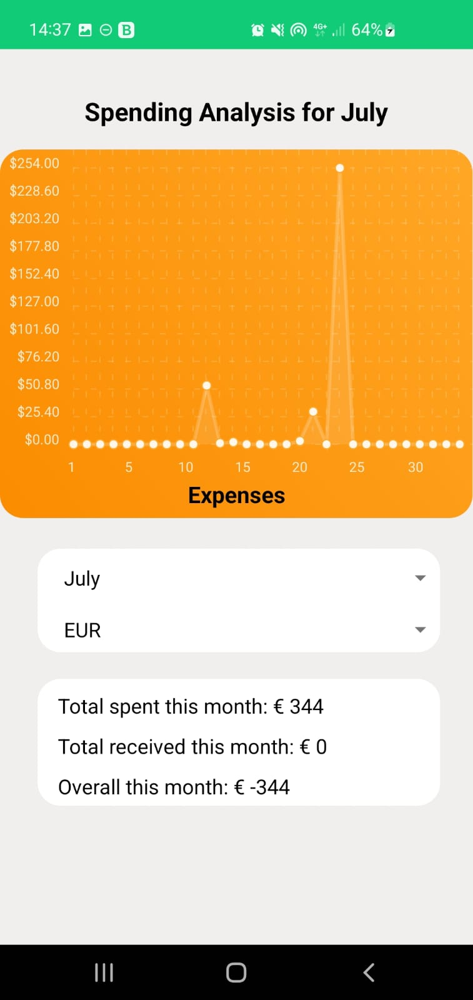 14:37 B 4G+ 64%
Spending Analysis for July
$254.00
$228.60
$203.20
$177.80
$152.40
$127.00
$101.60
$76.20
$50.80
$25.40
$0.00
1 5 10 15 20 25 30
Expenses
July
EUR
Total spent this month: € 344
Total received this month: € 0
Overall this month: € -344